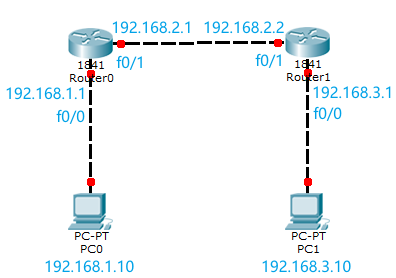 192.168.2.1
192.168.2.2
1841
Router0
f0/1
f0/1
1841
Router1
192.168.1.1
f0/0
192.168.3.1
f0/0
PC-PT
PC0
192.168.1.10
PC-PT
PC1
192.168.3.10